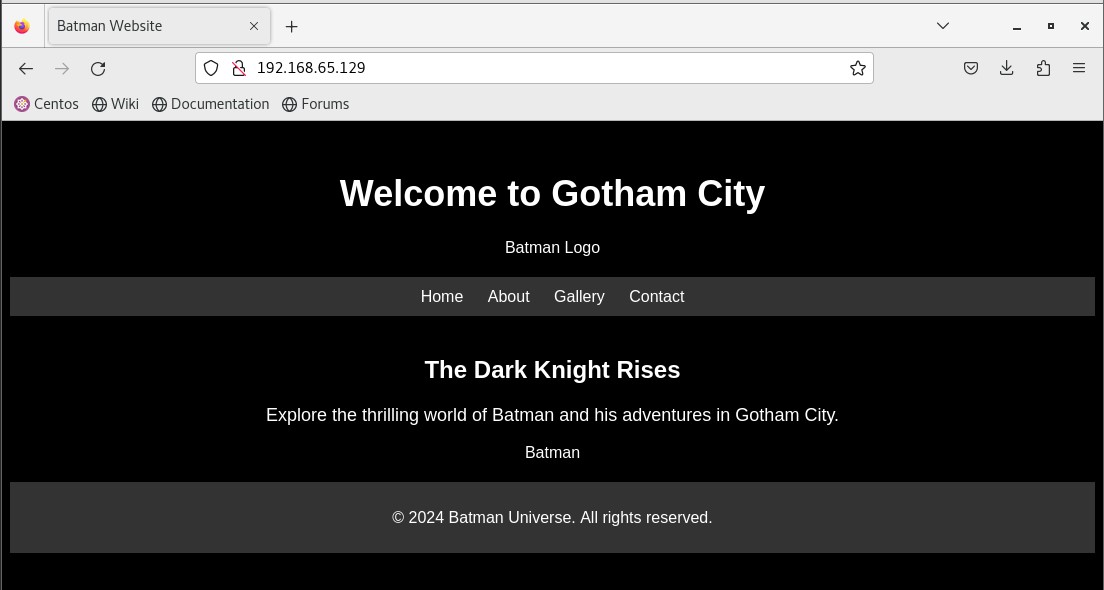 Batman Website
192.168.65.129
Centos Wiki Documentation Forums
Welcome to Gotham City
Batman Logo
Home About Gallery Contact
The Dark Knight Rises
Explore the thrilling world of Batman and his adventures in Gotham City.
Batman
© 2024 Batman Universe. All rights reserved.